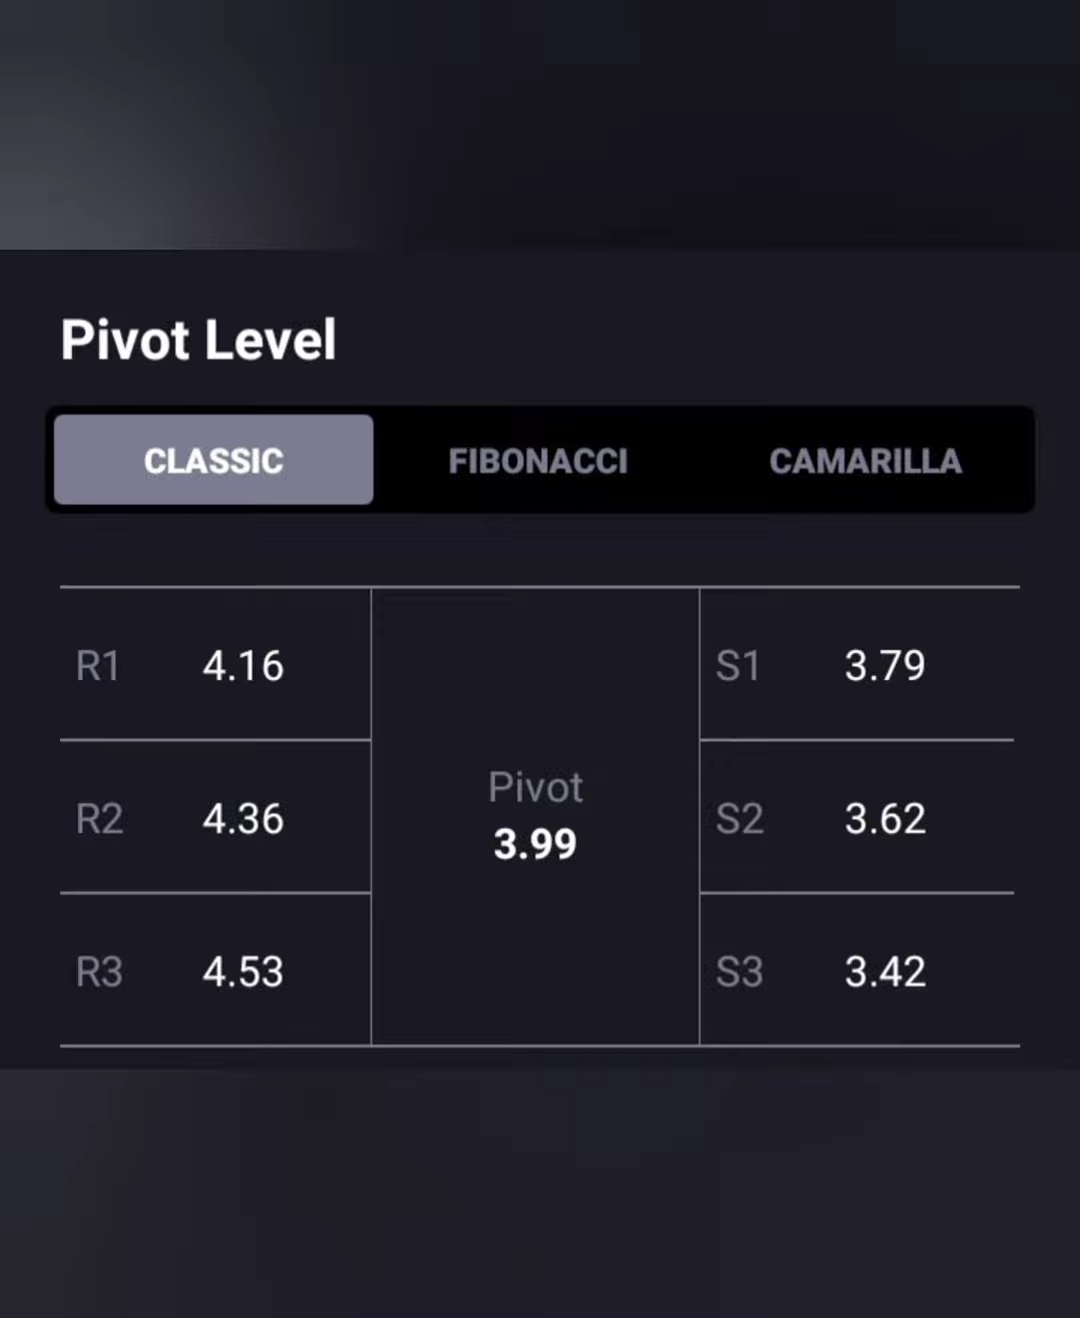 Pivot Level
CLASSIC FIBONACCI CAMARILLA
R1 4.16
R2 4.36
R3 4.53
Pivot
3.99
S1 3.79
S2 3.62
S3 3.42